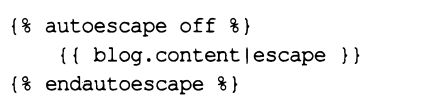 {% autoescape off %}
    {{ blog.content|escape }}
{% endautoescape %}